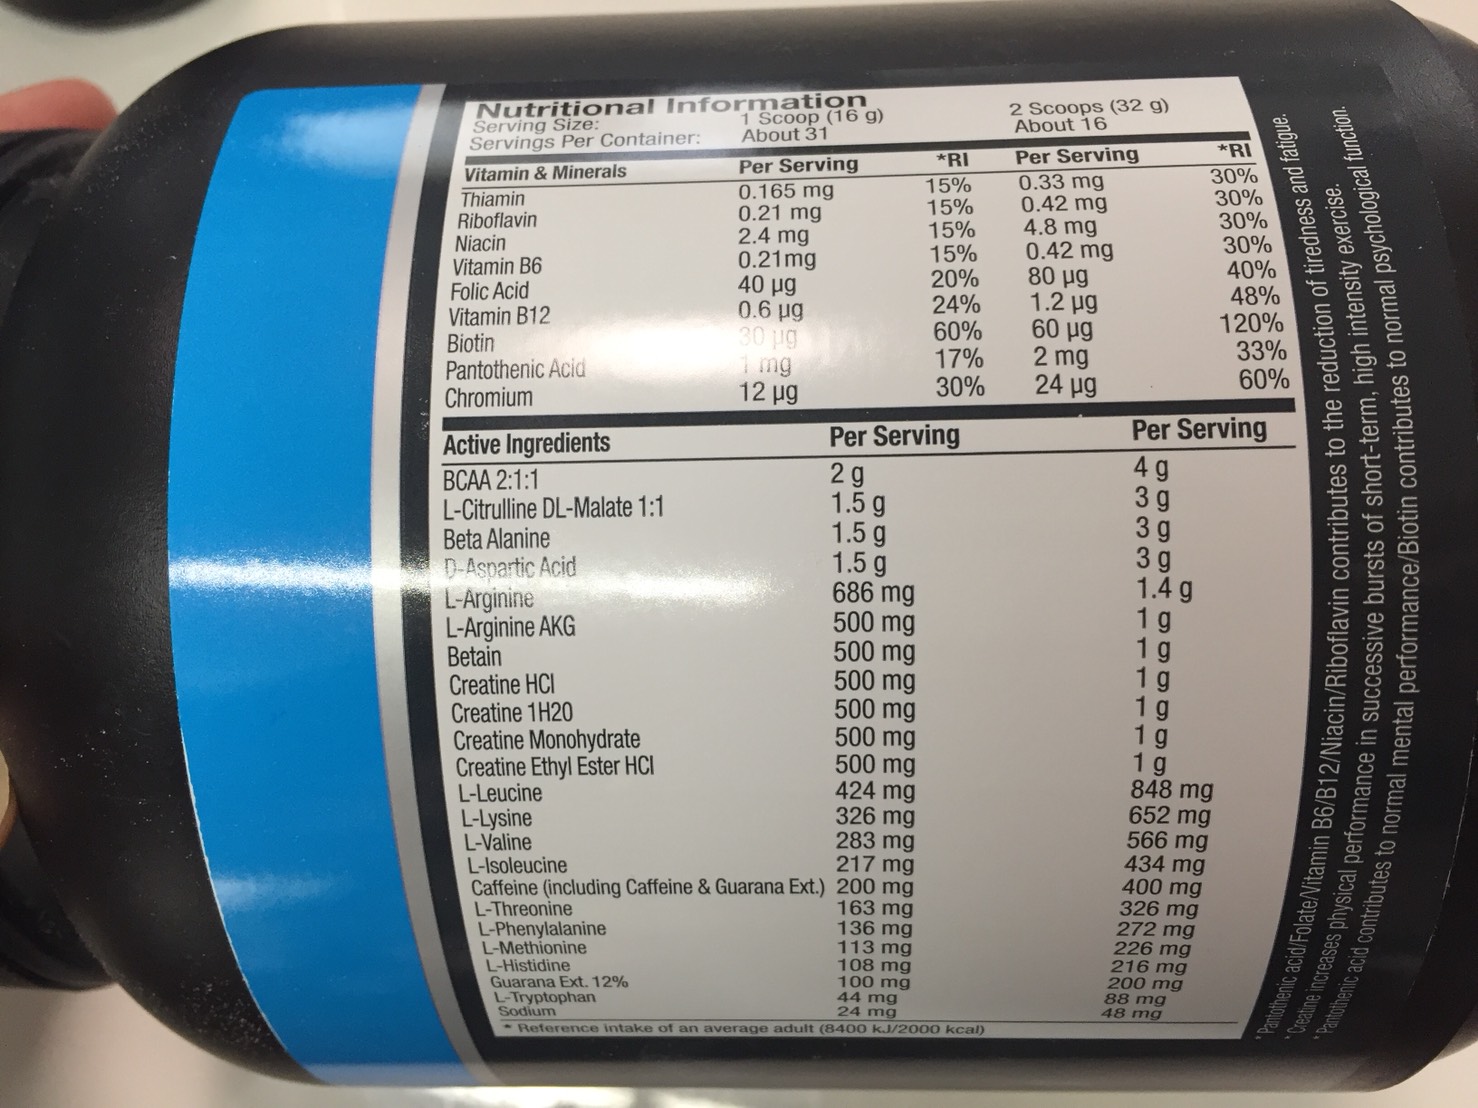 Nutritional Information
Serving Size: 1 Scoop (16 g) 2 Scoops (32 g)
Servings Per Container: About 31 About 16
Vitamin & Minerals Per Serving *RI Per Serving *RI
Thiamin 0.165 mg 15% 0.33 mg 30%
Riboflavin 0.21 mg 15% 0.42 mg 30%
Niacin 2.4 mg 15% 4.8 mg 30%
Vitamin B6 0.21mg 15% 0.42 mg 30%
Folic Acid 40 µg 20% 80 µg 40%
Vitamin B12 0.6 µg 24% 1.2 µg 48%
Biotin 30 µg 60% 60 µg 120%
Pantothenic Acid 1 mg 17% 2 mg 33%
Chromium 12 µg 30% 24 µg 60%
Active Ingredients Per Serving Per Serving
BCAA 2:1:1 2 g 4 g
L-Citrulline DL-Malate 1:1 1.5 g 3 g
Beta Alanine 1.5 g 3 g
D-Aspartic Acid 1.5 g 3 g
L-Arginine 686 mg 1.4 g
L-Arginine AKG 500 mg 1 g
Betain 500 mg 1 g
Creatine HCl 500 mg 1 g
Creatine 1H20 500 mg 1 g
Creatine Monohydrate 500 mg 1 g
Creatine Ethyl Ester HCl 500 mg 1 g
L-Leucine 424 mg 848 mg
L-Lysine 326 mg 652 mg
L-Valine 283 mg 566 mg
L-Isoleucine 217 mg 434 mg
Caffeine (including Caffeine & Guarana Ext.) 200 mg 400 mg
L-Threonine 163 mg 326 mg
L-Phenylalanine 136 mg 272 mg
L-Methionine 113 mg 226 mg
L-Histidine 108 mg 216 mg
Guarana Ext. 12% 100 mg 200 mg
L-Tryptophan 44 mg 88 mg
Sodium 24 mg 48 mg
* Reference intake of an average adult (8400 kJ/2000 kcal)
* Pantothenic acid/Folate/Vitamin B6/B12/Niacin/Riboflavin contributes to the reduction of tiredness and fatigue.
* Creatine increases physical performance in successive bursts of short-term, high intensity exercise.
* Pantothenic acid contributes to normal mental performance/Biotin contributes to normal psychological function.